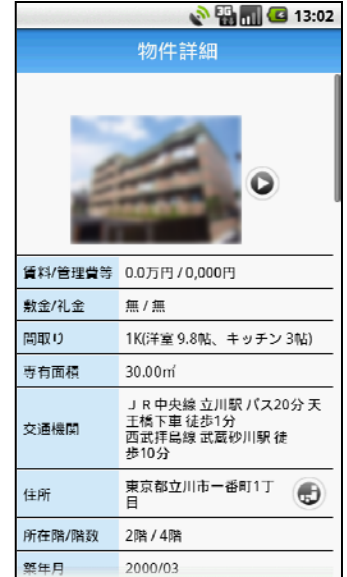 3G
13:02
物件詳細
賃料/管理費等 0.0万円 / 0,000円
敷金/礼金 無 / 無
間取り 1K(洋室 9.8帖、キッチン 3帖)
専有面積 30.00㎡
交通機関 ＪＲ中央線 立川駅 バス20分 天
王橋下車 徒歩1分
西武拝島線 武蔵砂川駅 徒
歩10分
住所 東京都立川市一番町1丁
目
所在階/階数 2階 / 4階
築年月 2000/03